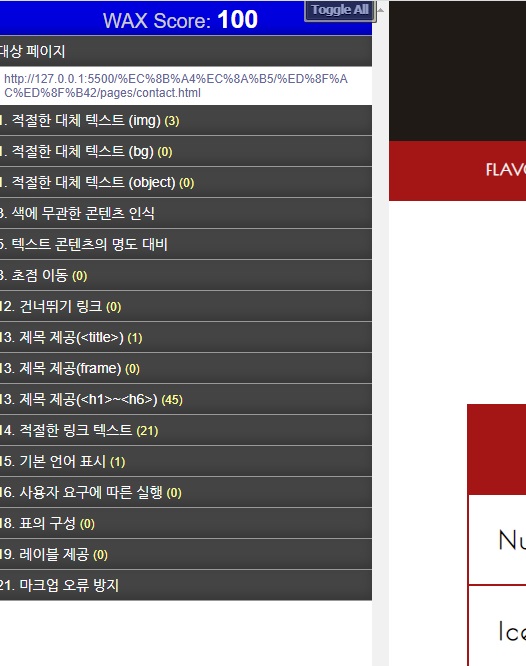 WAX Score: 100
Toggle All
대상 페이지
http://127.0.0.1:5500/%EC%8B%A4%EC%8A%B5/%ED%8F%A
C%ED%8F%B42/pages/contact.html
1. 적절한 대체 텍스트 (img) (3)
1. 적절한 대체 텍스트 (bg) (0)
1. 적절한 대체 텍스트 (object) (0)
3. 색에 무관한 콘텐츠 인식
5. 텍스트 콘텐츠의 명도 대비
8. 초점 이동 (0)
12. 건너뛰기 링크 (0)
13. 제목 제공(<title>) (1)
13. 제목 제공(frame) (0)
13. 제목 제공(<h1>~<h6>) (45)
14. 적절한 링크 텍스트 (21)
15. 기본 언어 표시 (1)
16. 사용자 요구에 따른 실행 (0)
18. 표의 구성 (0)
19. 레이블 제공 (0)
21. 마크업 오류 방지
FLAV
Nu
Ice